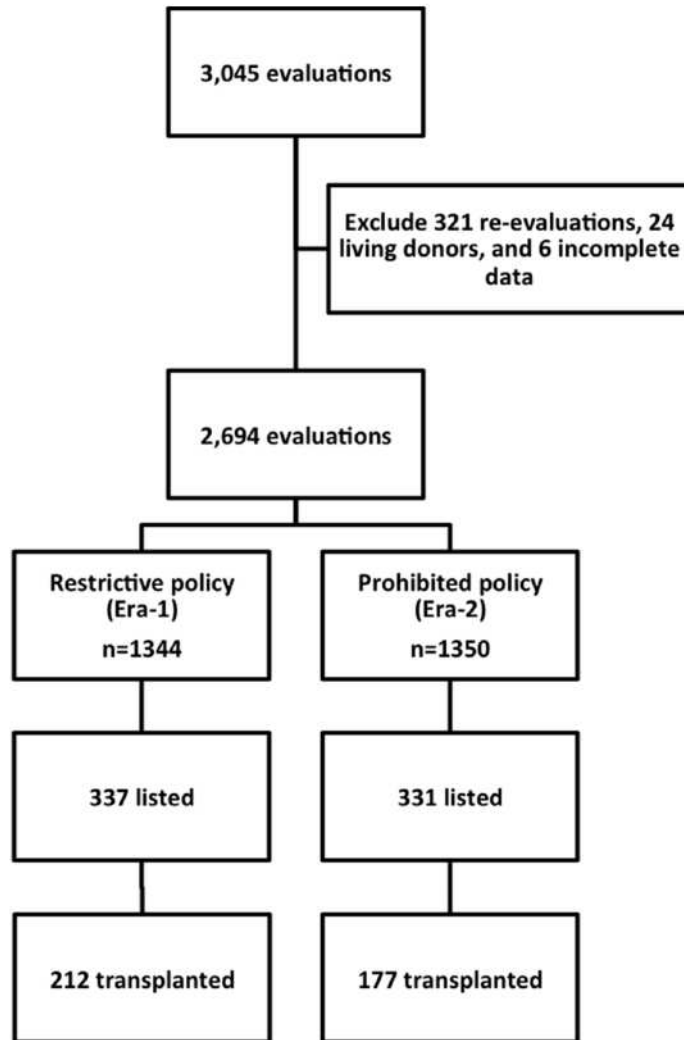 3,045 evaluations
Exclude 321 re-evaluations, 24
living donors, and 6 incomplete
data
2,694 evaluations
Restrictive policy
(Era-1)
n=1344
Prohibited policy
(Era-2)
n=1350
337 listed
331 listed
212 transplanted
177 transplanted